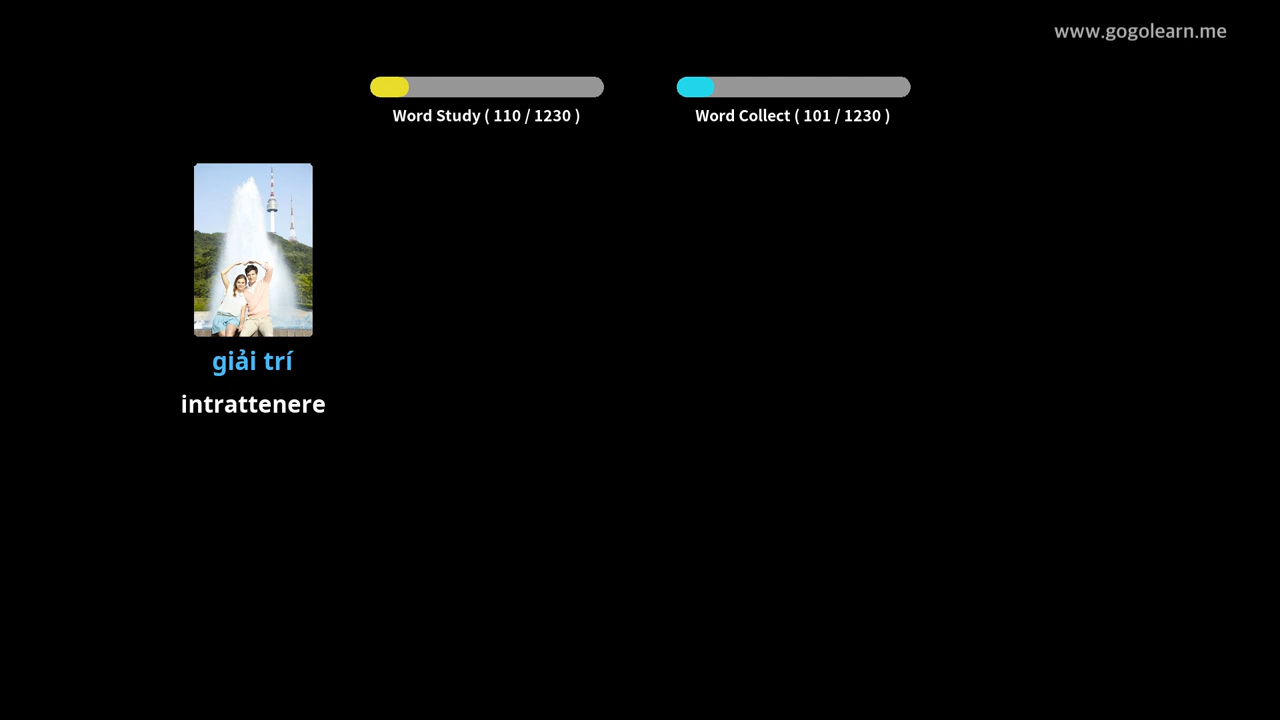 www.gogolearn.me
Word Study ( 110 / 1230 )
Word Collect ( 101 / 1230 )
giải trí
intrattenere